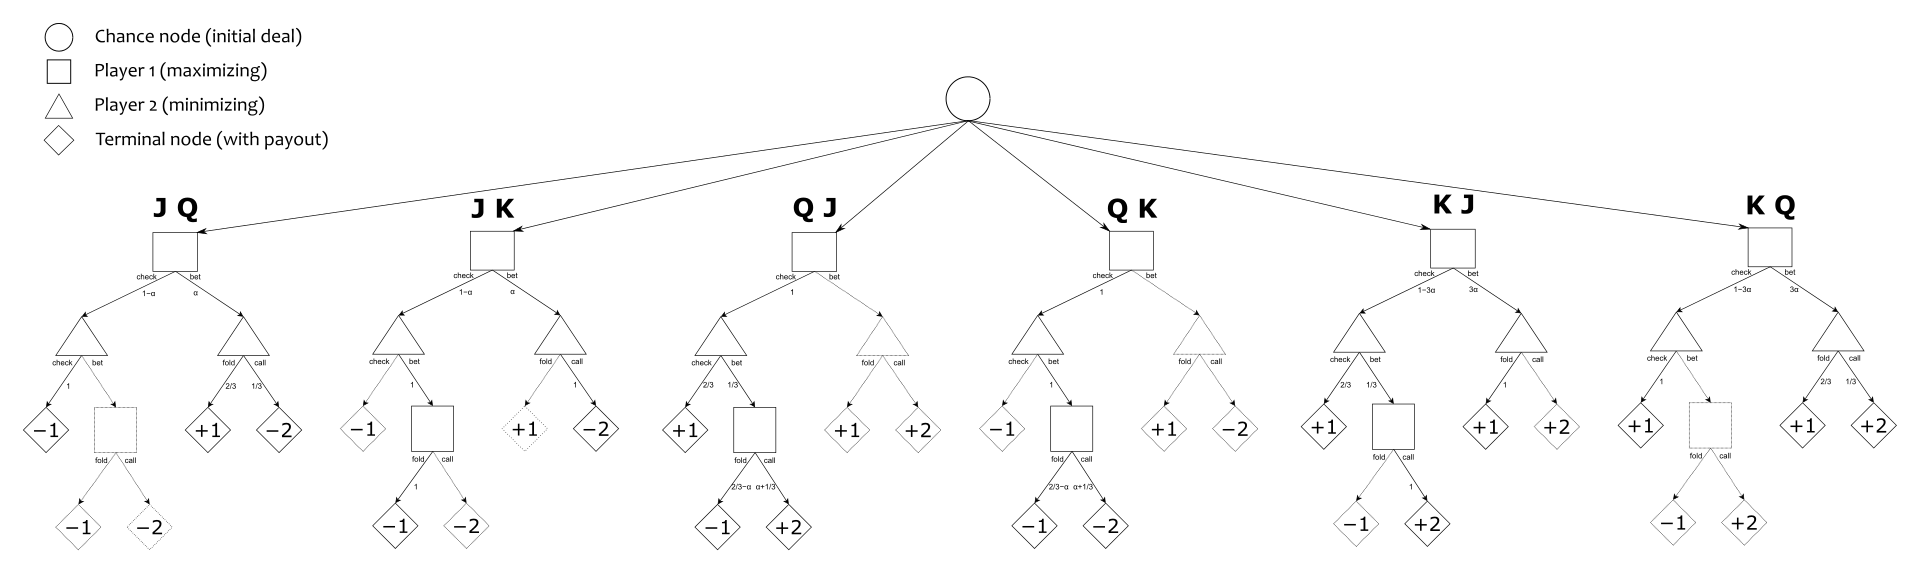 Chance node (initial deal)
Player 1 (maximizing)
Player 2 (minimizing)
Terminal node (with payout)
J Q J K Q J Q K K J K Q
check bet check bet check bet check bet check bet check bet
1−α α 1−α α 1 1 1−3α 3α 1−3α 3α
check bet fold call check bet fold call check bet fold call check bet fold call check bet fold call check bet fold call
1 2/3 1/3 1 1 2/3 1/3 1 2/3 1/3 1 1 2/3 1/3
−1 +1 −2 −1 +1 −2 +1 +1 +2 −1 +1 −2 +1 +1 +2 +1 +1 +2
fold call fold call fold call fold call fold call fold call
1 2/3−α α+1/3 2/3−α α+1/3 1
−1 −2 −1 −2 −1 +2 −1 −2 −1 +2 −1 +2